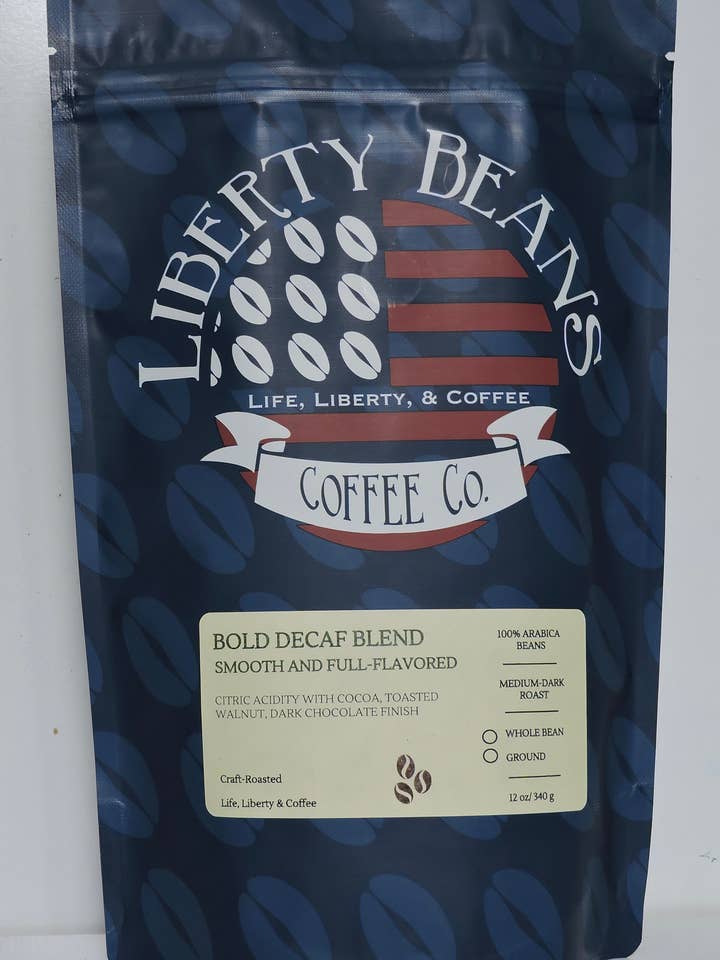 LIBERTY BEANS
LIFE, LIBERTY, & COFFEE
COFFEE CO.
BOLD DECAF BLEND
SMOOTH AND FULL-FLAVORED
CITRIC ACIDITY WITH COCOA, TOASTED
WALNUT, DARK CHOCOLATE FINISH
Craft-Roasted
Life, Liberty & Coffee
100% ARABICA
BEANS
MEDIUM-DARK
ROAST
WHOLE BEAN
GROUND
12 oz/ 340 g